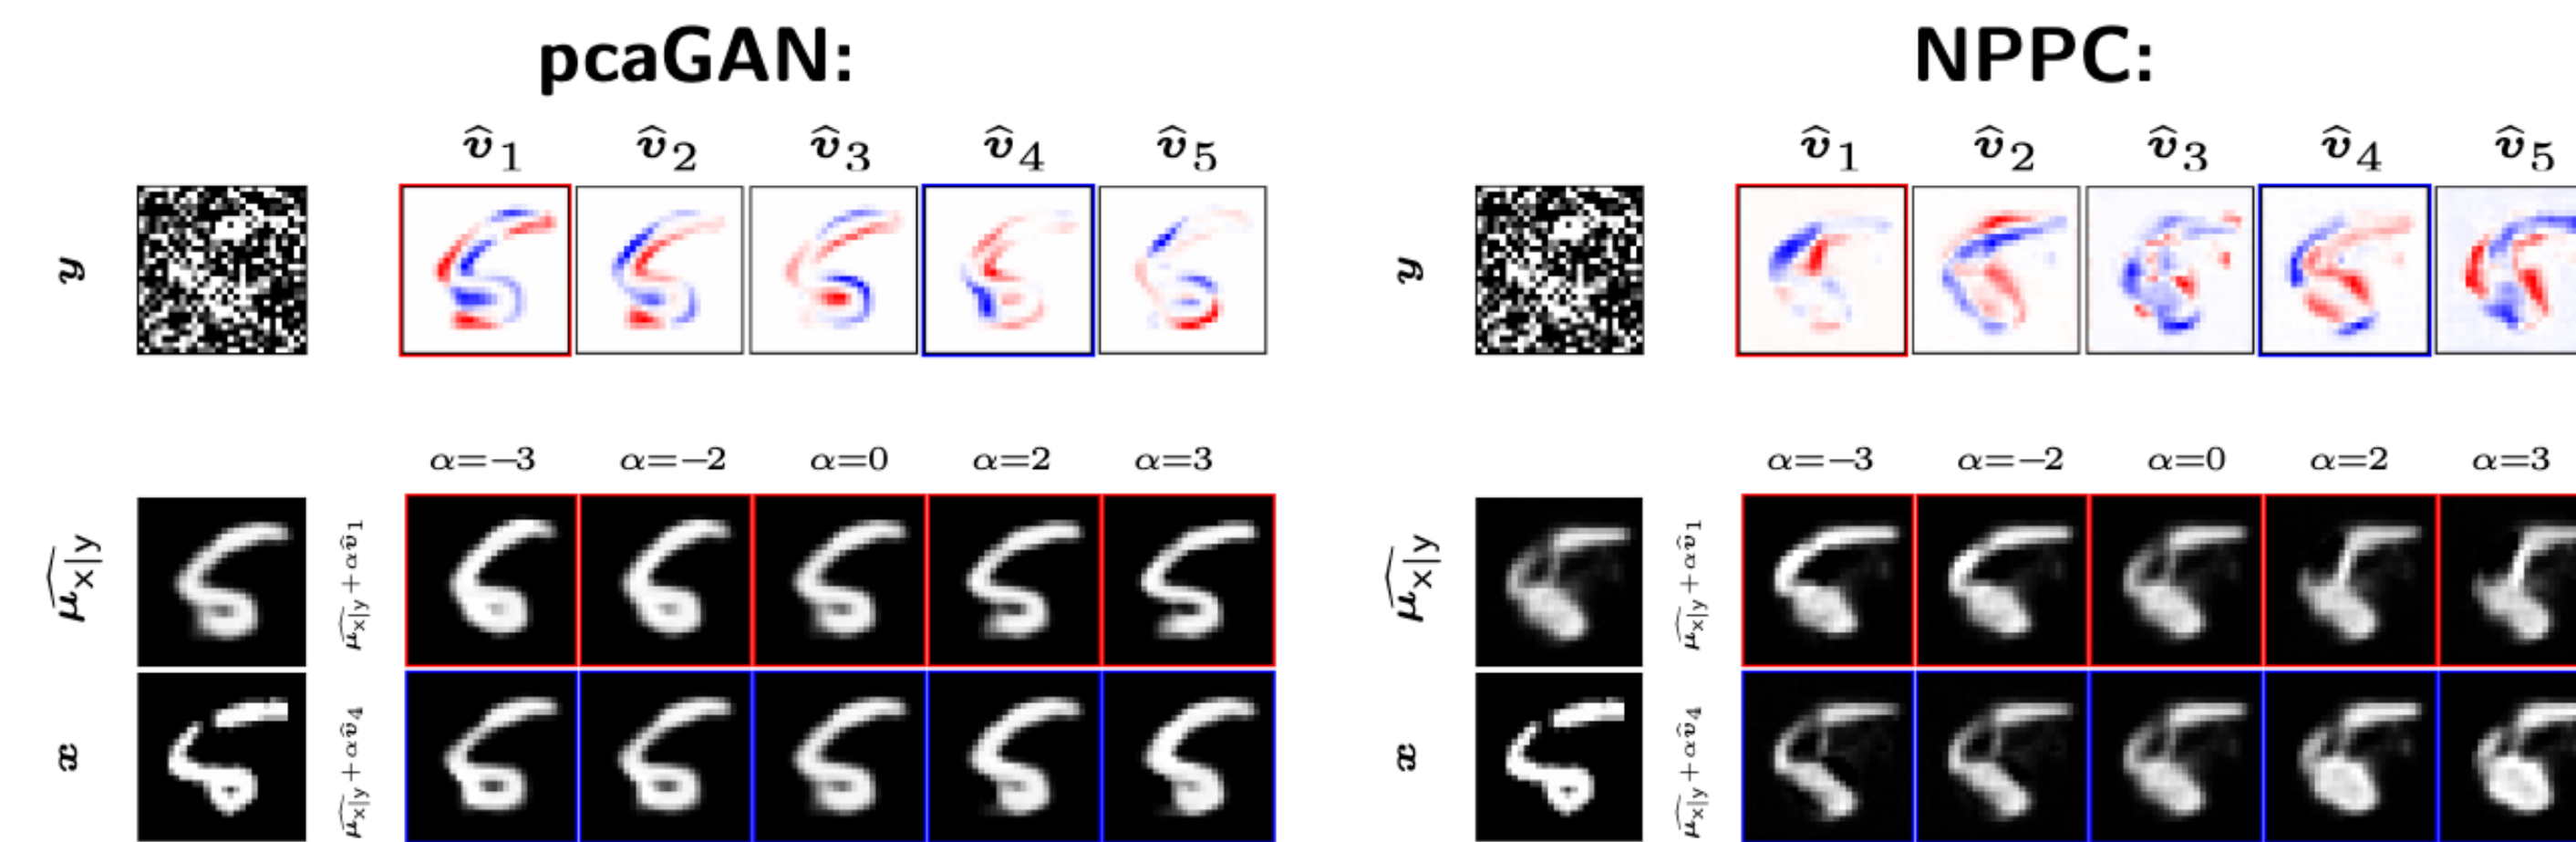 pcaGAN: NPPC:
v̂₁ v̂₂ v̂₃ v̂₄ v̂₅ v̂₁ v̂₂ v̂₃ v̂₄ v̂₅
y y
α=−3 α=−2 α=0 α=2 α=3 α=−3 α=−2 α=0 α=2 α=3
μ̂x|y μ̂x|y + αv̂₁ μ̂x|y μ̂x|y + αv̂₁
x μ̂x|y + αv̂₄ x μ̂x|y + αv̂₄